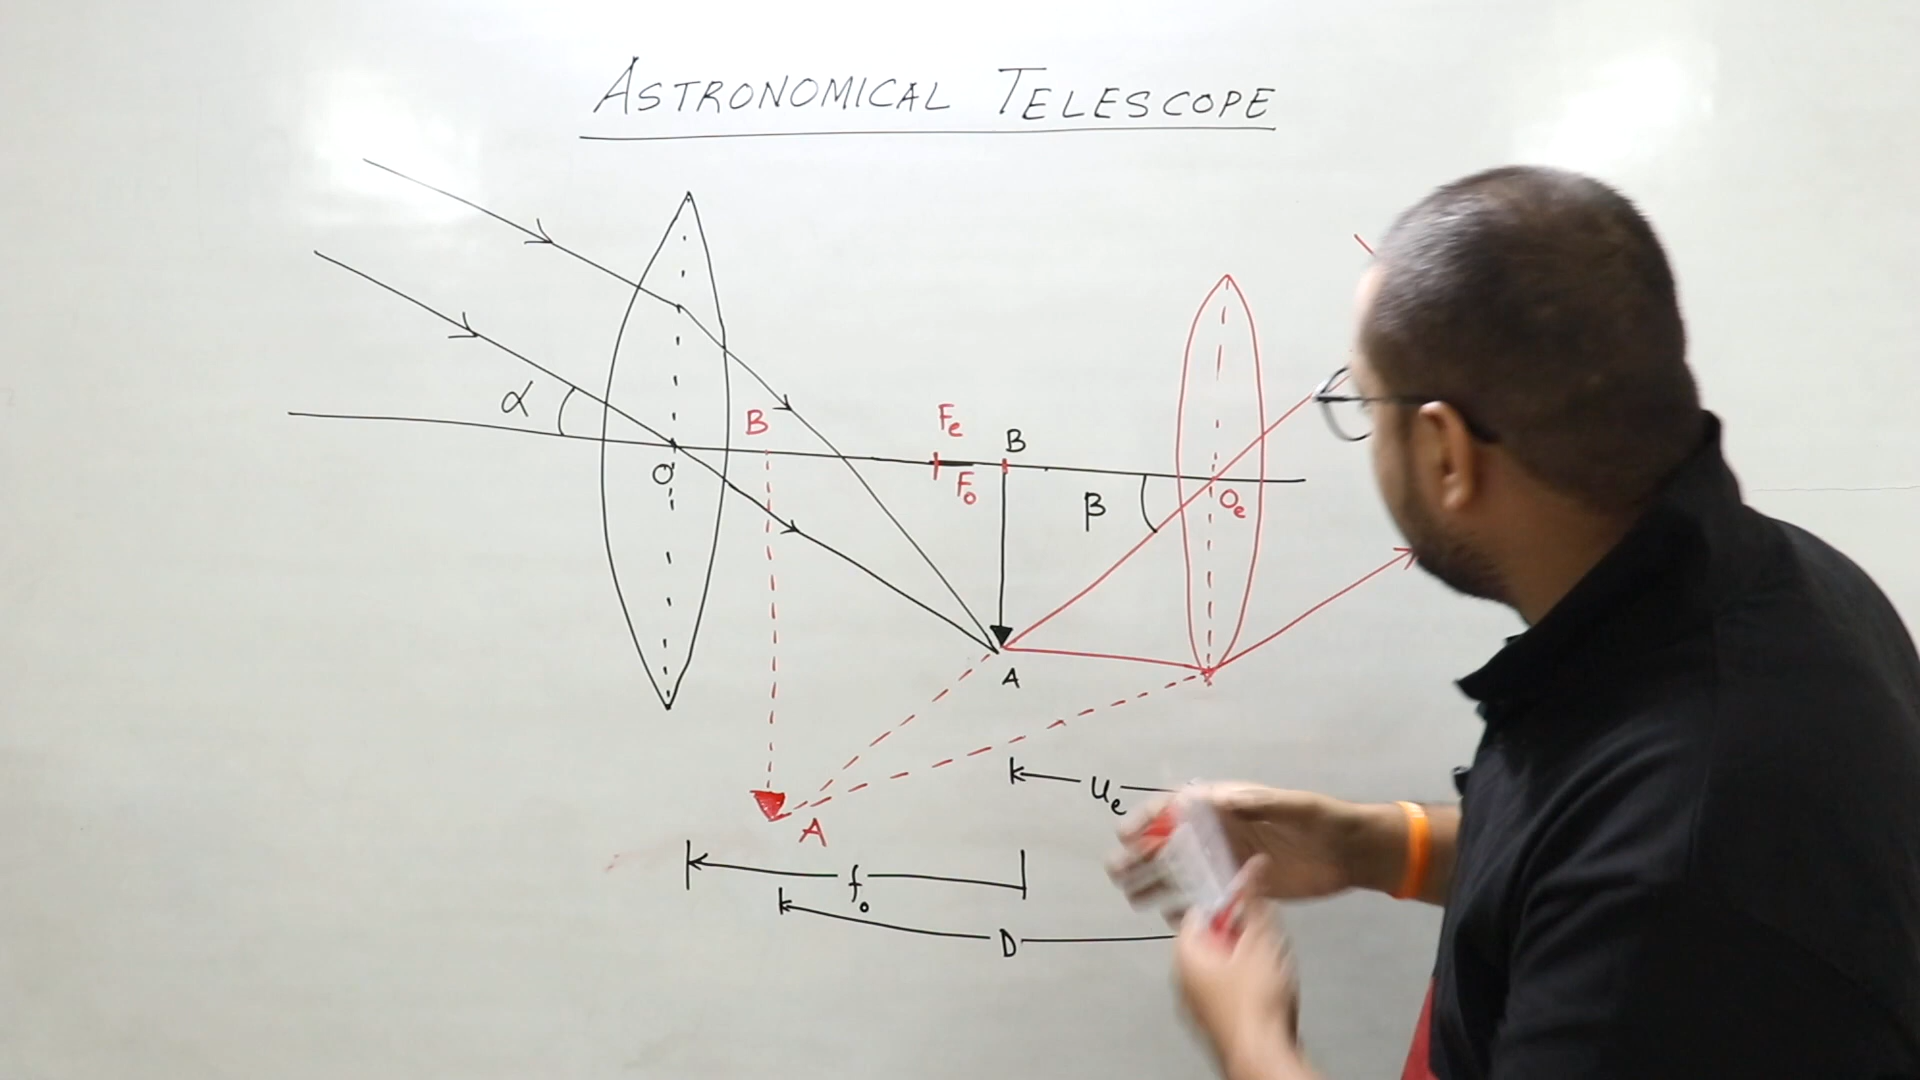 ASTRONOMICAL TELESCOPE
α
O
B
Fe
B
Fo
β
Oe
A
ue
A
fo
D